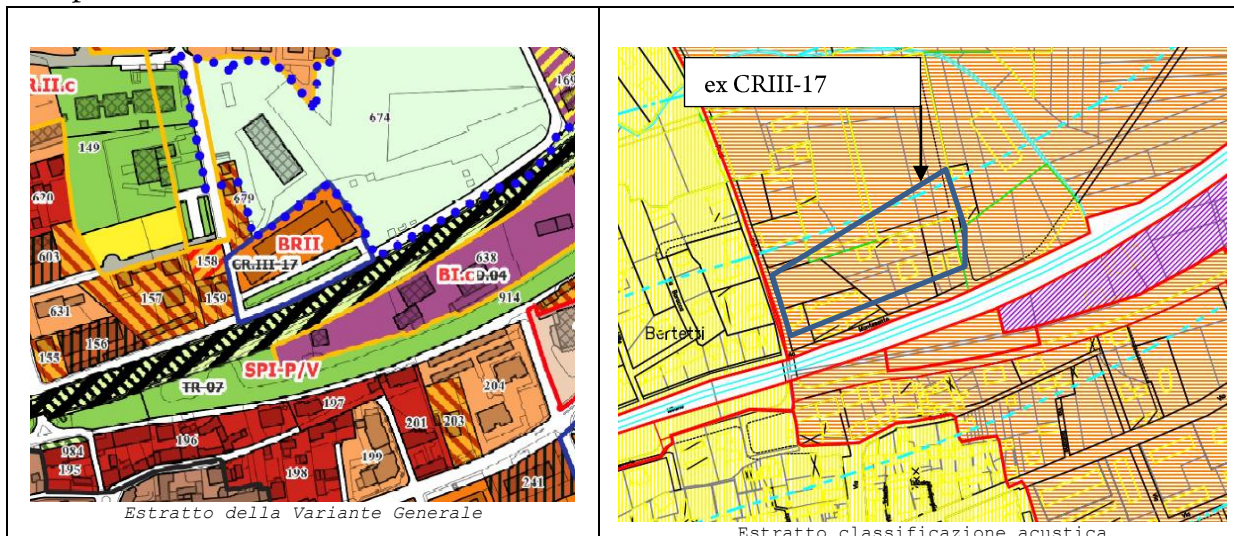 R.II.c
169
674
149
620
679
BRII
603
158
CR.III-17
638
BI.c
D.04
157
159
914
631
155
156
SPI-P/V
TR-07
204
197
203
201
196
984
195
199
198
241
Estratto della Variante Generale
ex CRIII-17
Bertetti
Estratto classificazione acustica